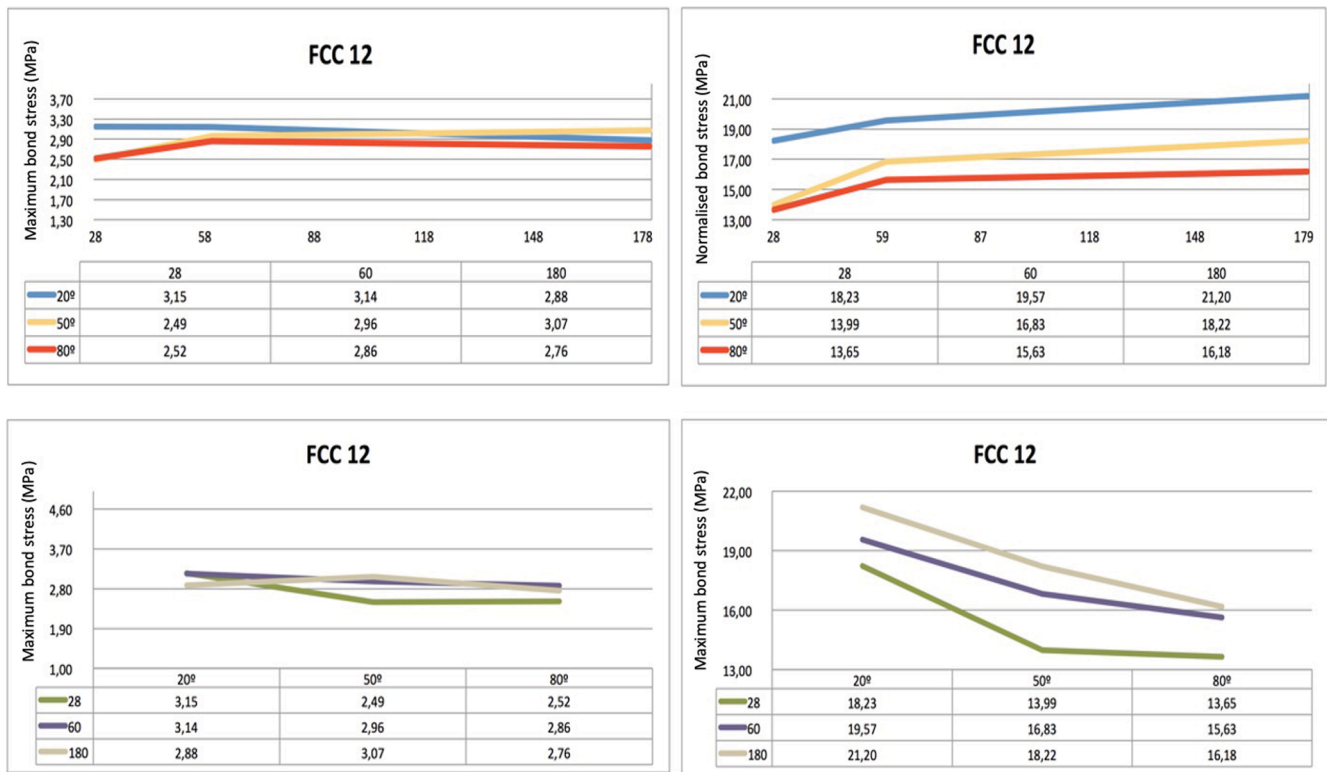 FCC 12
Maximum bond stress (MPa)
3,70
3,30
2,90
2,50
2,10
1,70
1,30
28 58 88 118 148 178
28 60 180
20º 3,15 3,14 2,88
50º 2,49 2,96 3,07
80º 2,52 2,86 2,76
FCC 12
Normalised bond stress (MPa)
21,00
19,00
17,00
15,00
13,00
28 59 87 118 148 179
28 60 180
20º 18,23 19,57 21,20
50º 13,99 16,83 18,22
80º 13,65 15,63 16,18
FCC 12
Maximum bond stress (MPa)
4,60
3,70
2,80
1,90
1,00
20º 50º 80º
28 3,15 2,49 2,52
60 3,14 2,96 2,86
180 2,88 3,07 2,76
FCC 12
Maximum bond stress (MPa)
22,00
19,00
16,00
13,00
20º 50º 80º
28 18,23 13,99 13,65
60 19,57 16,83 15,63
180 21,20 18,22 16,18